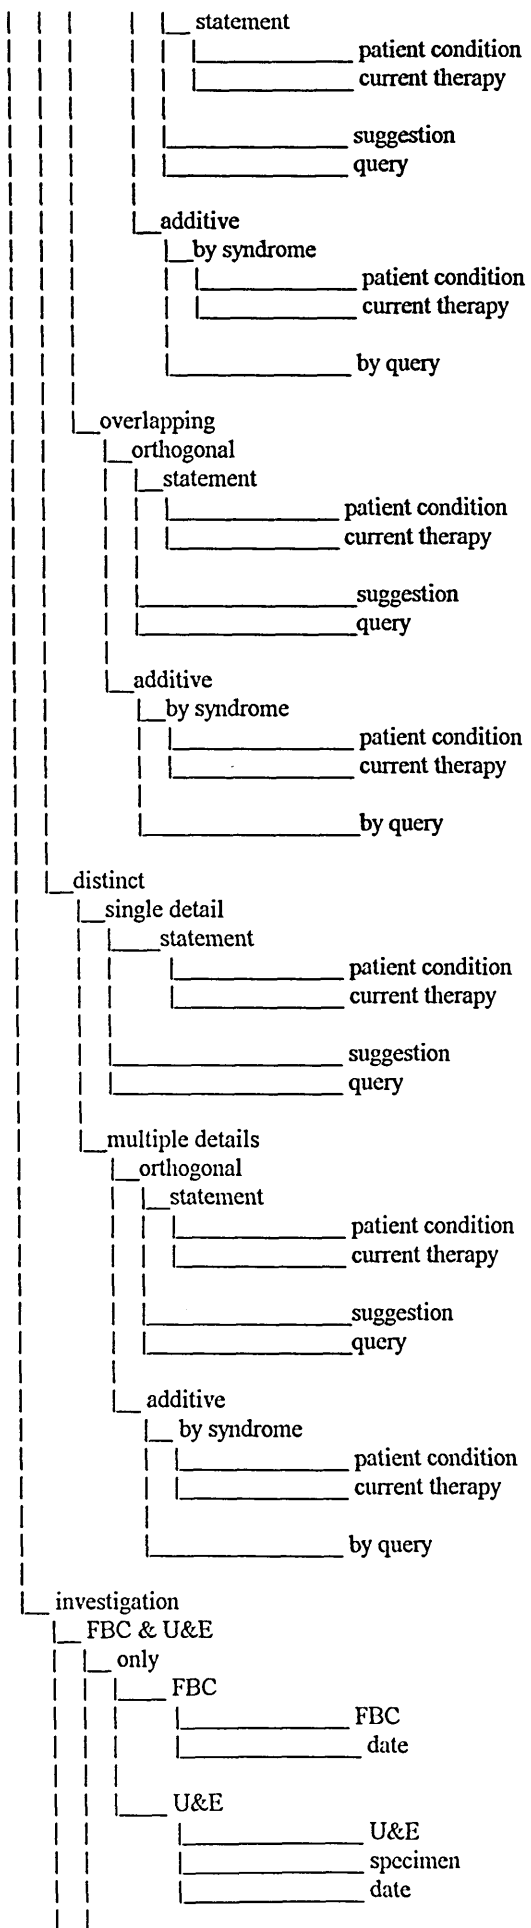 statement
patient condition
current therapy
suggestion
query
additive
by syndrome
patient condition
current therapy
by query
overlapping
orthogonal
statement
patient condition
current therapy
suggestion
query
additive
by syndrome
patient condition
current therapy
by query
distinct
single detail
statement
patient condition
current therapy
suggestion
query
multiple details
orthogonal
statement
patient condition
current therapy
suggestion
query
additive
by syndrome
patient condition
current therapy
by query
investigation
FBC & U&E
only
FBC
FBC
date
U&E
U&E
specimen
date